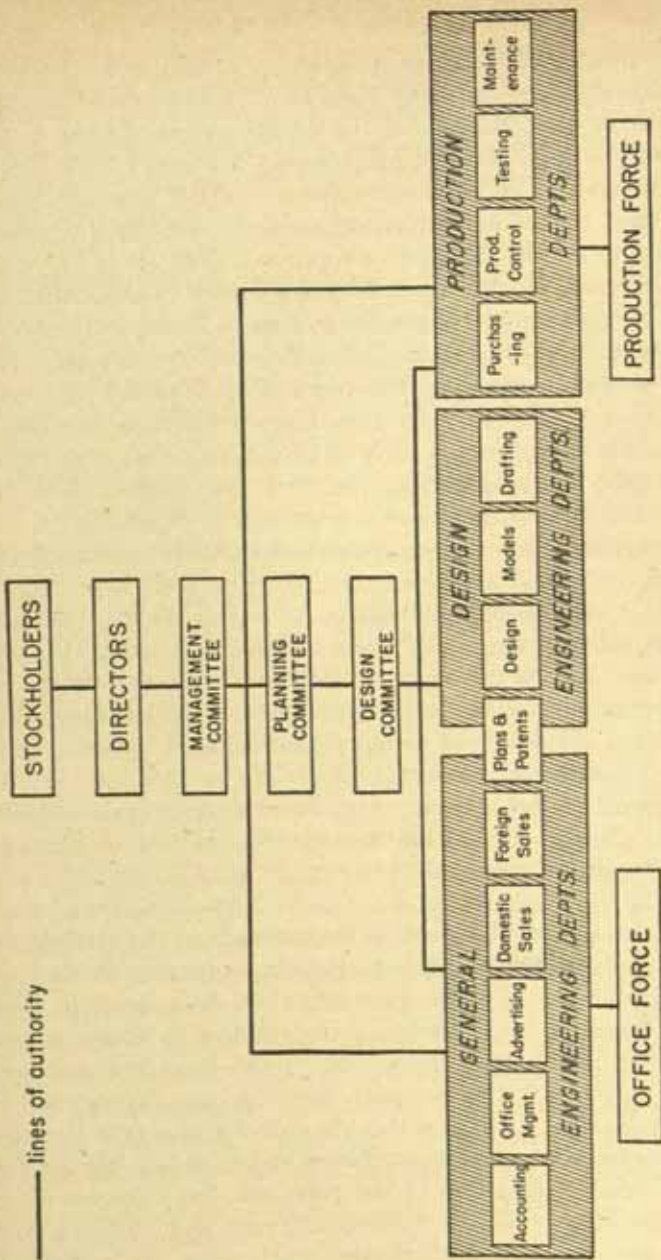 lines of authority
STOCKHOLDERS
DIRECTORS
MANAGEMENT
COMMITTEE
PLANNING
COMMITTEE
DESIGN
COMMITTEE
GENERAL
Accounting
Office
Mgmt.
Advertising
Domestic
Sales
Foreign
Sales
Plans &
Patents
ENGINEERING DEPTS.
DESIGN
Design
Models
Drafting
ENGINEERING DEPTS.
PRODUCTION
Purchas
-ing
Prod.
Control
Testing
Maint-
enance
DEPTS.
OFFICE FORCE
PRODUCTION FORCE